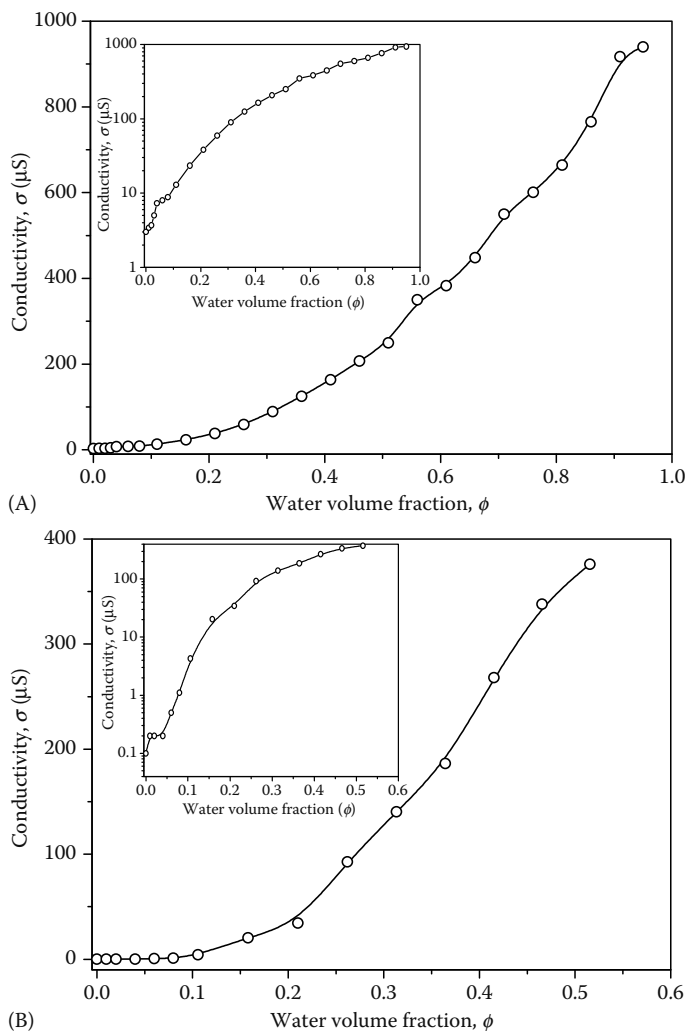 1000
800
600
400
200
0
Conductivity, σ (μS)
1000
100
10
1
Conductivity, σ (μS)
0.0 0.2 0.4 0.6 0.8 1.0
Water volume fraction (ϕ)
0.0 0.2 0.4 0.6 0.8 1.0
(A) Water volume fraction, ϕ
400
300
200
100
0
Conductivity, σ (μS)
100
10
1
0.1
Conductivity, σ (μS)
0.0 0.1 0.2 0.3 0.4 0.5 0.6
Water volume fraction (ϕ)
0.0 0.1 0.2 0.3 0.4 0.5 0.6
(B) Water volume fraction, ϕ